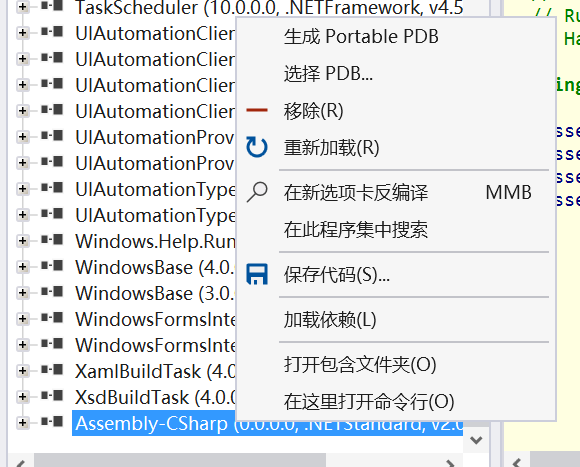 TaskScheduler (10.0.0.0, .NETFramework, v4.5
UIAutomationClien
UIAutomationClien
UIAutomationClien
UIAutomationClien
UIAutomationProv
UIAutomationProv
UIAutomationType
UIAutomationType
Windows.Help.Run
WindowsBase (4.0.
WindowsBase (3.0.
WindowsFormsInte
WindowsFormsInte
XamlBuildTask (4.0
XsdBuildTask (4.0.
Assembly-CSharp (0.0.0.0, .NETStandard, v2.0
生成 Portable PDB
选择 PDB...
移除(R)
重新加载(R)
在新选项卡反编译 MMB
在此程序集中搜索
保存代码(S)...
加载依赖(L)
打开包含文件夹(O)
在这里打开命令行(O)
// Ru
Ha
ing
sse
sse
sse
sse